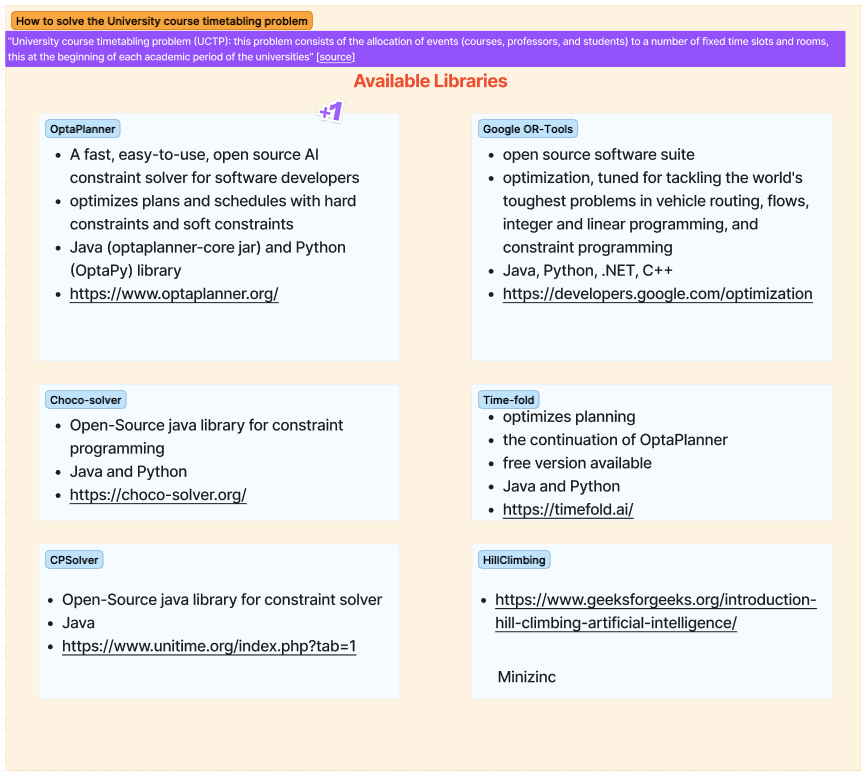 How to solve the University course timetabling problem
“University course timetabling problem (UCTP): this problem consists of the allocation of events (courses, professors, and students) to a number of fixed time slots and rooms,
this at the beginning of each academic period of the universities” [source]
Available Libraries
+1
OptaPlanner
• A fast, easy-to-use, open source AI
constraint solver for software developers
• optimizes plans and schedules with hard
constraints and soft constraints
• Java (optaplanner-core jar) and Python
(OptaPy) library
• https://www.optaplanner.org/
Google OR-Tools
• open source software suite
• optimization, tuned for tackling the world's
toughest problems in vehicle routing, flows,
integer and linear programming, and
constraint programming
• Java, Python, .NET, C++
• https://developers.google.com/optimization
Choco-solver
• Open-Source java library for constraint
programming
• Java and Python
• https://choco-solver.org/
Time-fold
• optimizes planning
• the continuation of OptaPlanner
• free version available
• Java and Python
• https://timefold.ai/
CPSolver
• Open-Source java library for constraint solver
• Java
• https://www.unitime.org/index.php?tab=1
HillClimbing
• https://www.geeksforgeeks.org/introduction-
hill-climbing-artificial-intelligence/
Minizinc